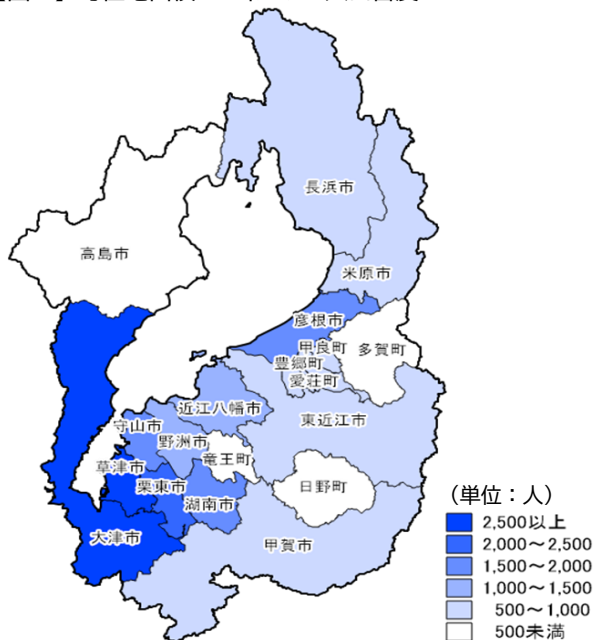 長浜市
高島市
米原市
彦根市
甲良町
多賀町
豊郷町
愛荘町
近江八幡市
東近江市
守山市
野洲市
竜王町
草津市
栗東市
日野町
湖南市
大津市
甲賀市
（単位：人）
2,500以上
2,000～2,500
1,500～2,000
1,000～1,500
500～1,000
500未満